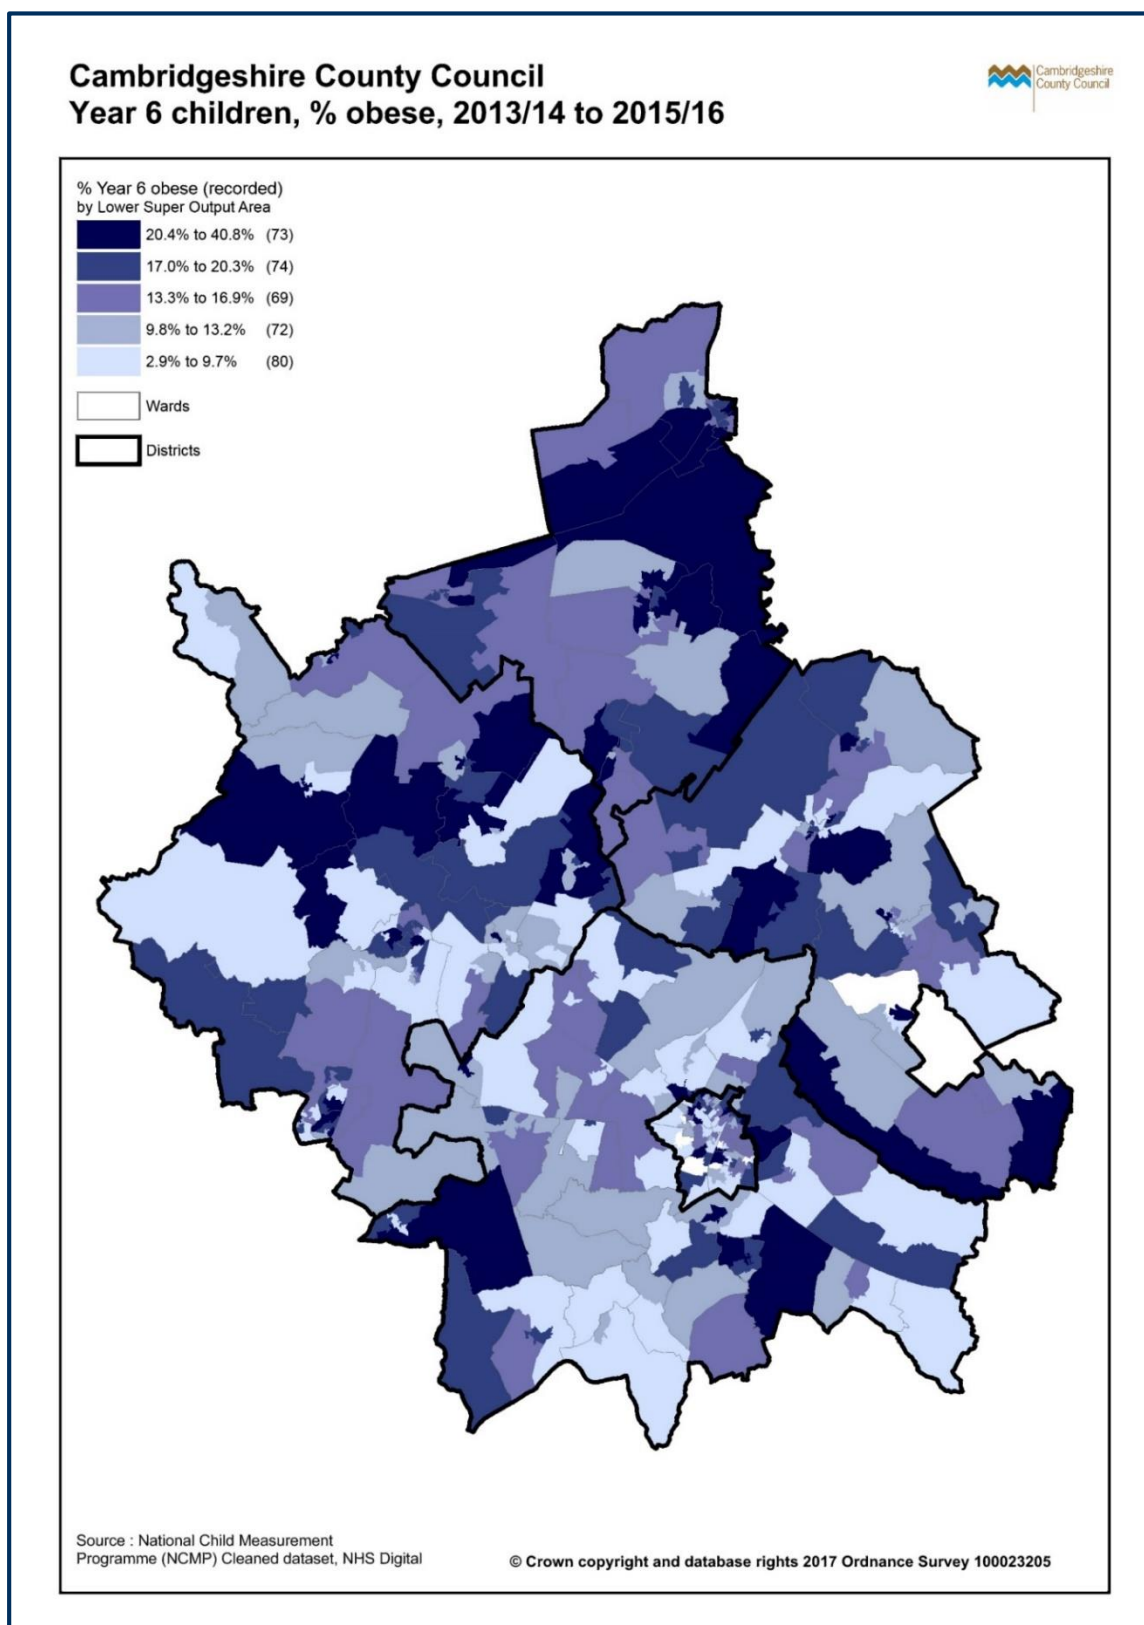 Cambridgeshire County Council
Year 6 children, % obese, 2013/14 to 2015/16
Cambridgeshire
County Council
% Year 6 obese (recorded)
by Lower Super Output Area
20.4% to 40.8% (73)
17.0% to 20.3% (74)
13.3% to 16.9% (69)
9.8% to 13.2% (72)
2.9% to 9.7% (80)
Wards
Districts
Source : National Child Measurement
Programme (NCMP) Cleaned dataset, NHS Digital
© Crown copyright and database rights 2017 Ordnance Survey 100023205